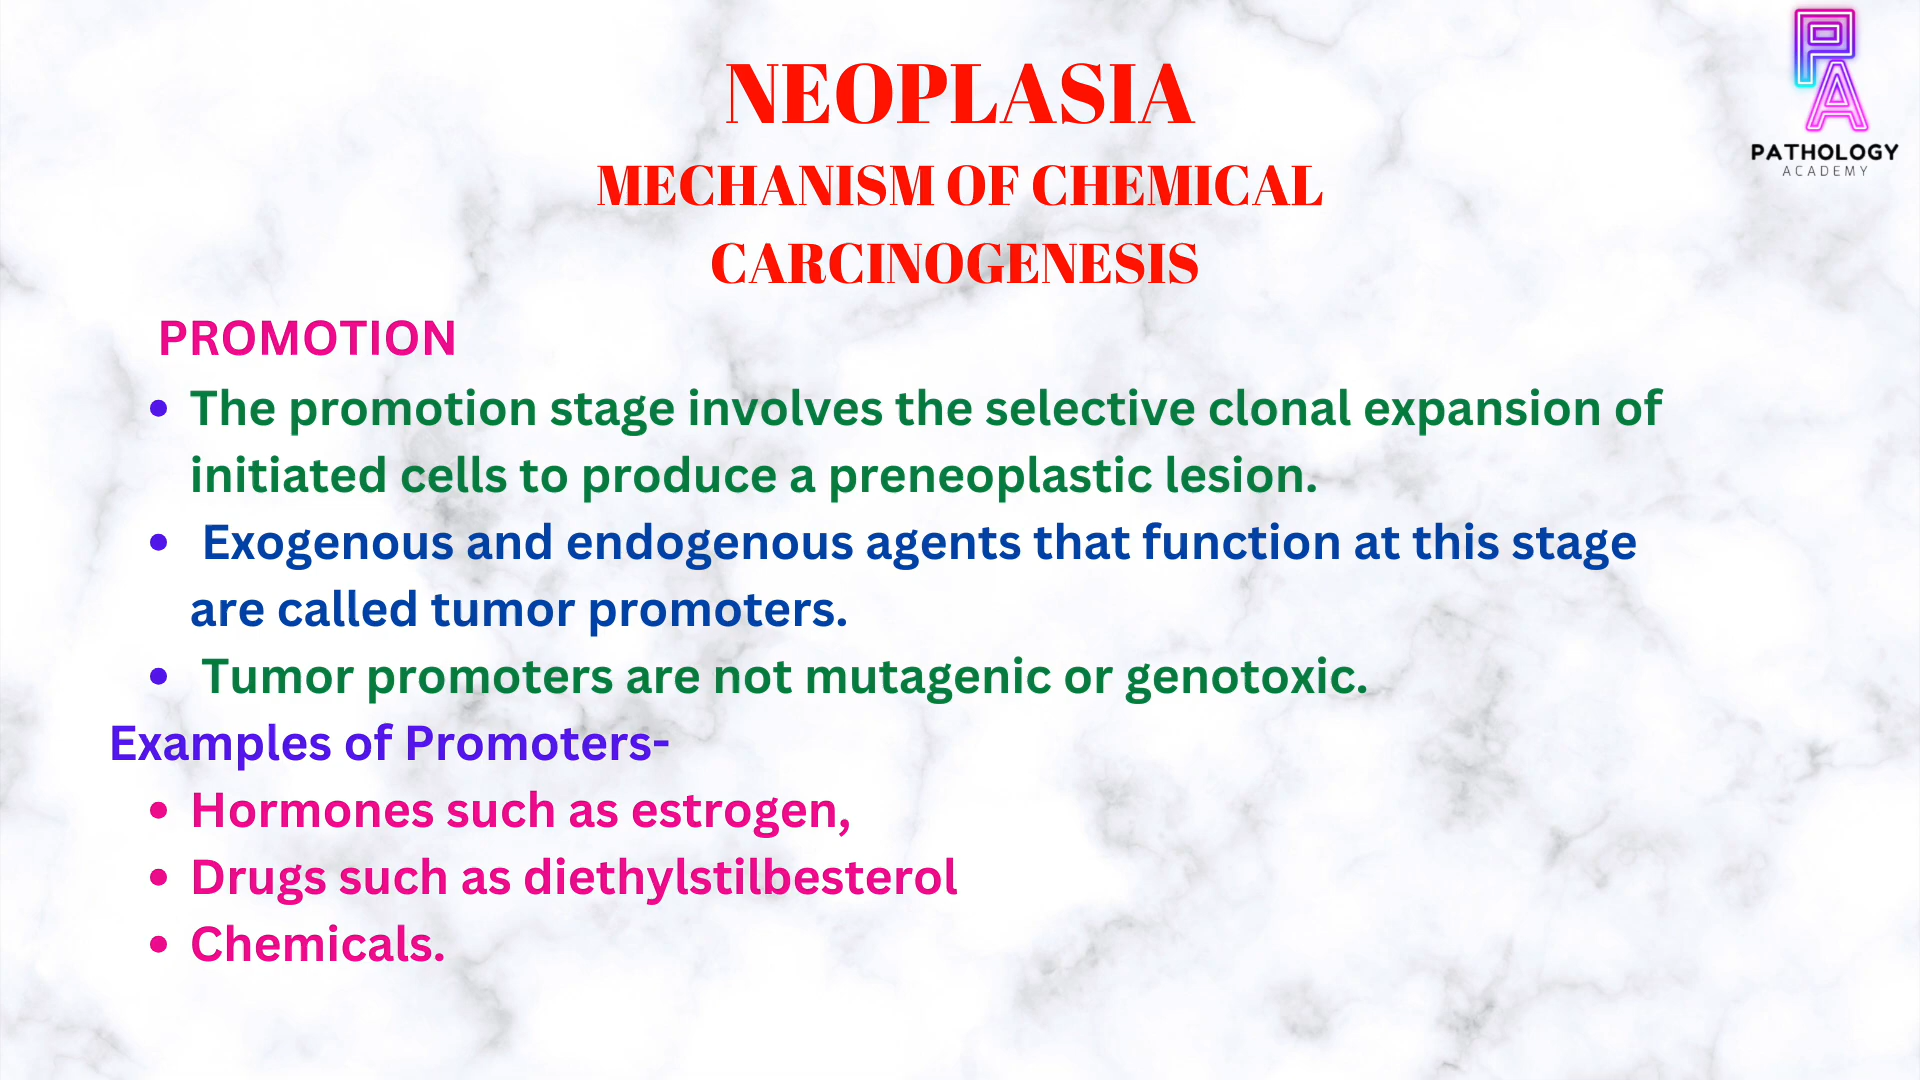 NEOPLASIA
MECHANISM OF CHEMICAL
CARCINOGENESIS
PA
PATHOLOGY
ACADEMY
PROMOTION
• The promotion stage involves the selective clonal expansion of
initiated cells to produce a preneoplastic lesion.
• Exogenous and endogenous agents that function at this stage
are called tumor promoters.
• Tumor promoters are not mutagenic or genotoxic.
Examples of Promoters-
• Hormones such as estrogen,
• Drugs such as diethylstilbesterol
• Chemicals.